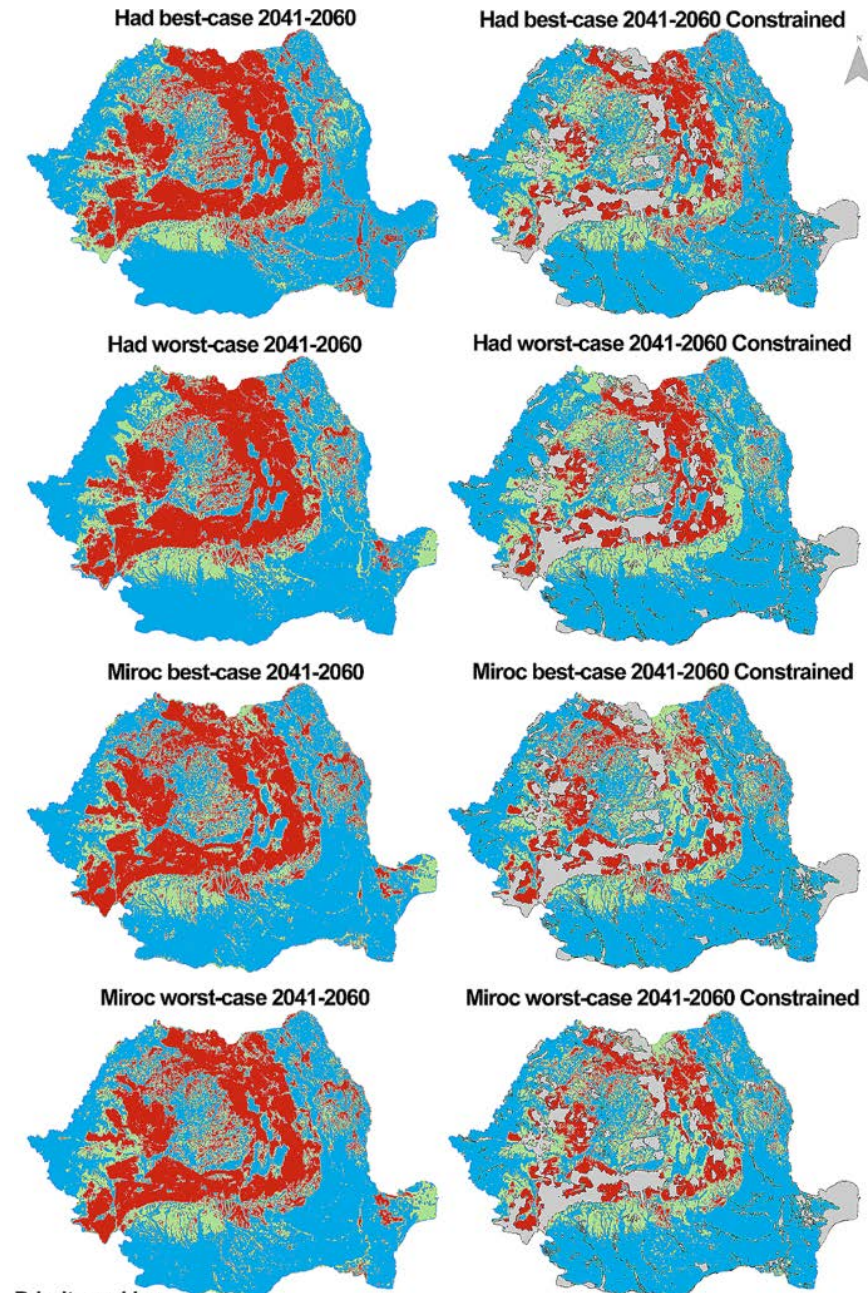 Had best-case 2041-2060
Had best-case 2041-2060 Constrained
N
Had worst-case 2041-2060
Had worst-case 2041-2060 Constrained
Miroc best-case 2041-2060
Miroc best-case 2041-2060 Constrained
Miroc worst-case 2041-2060
Miroc worst-case 2041-2060 Constrained